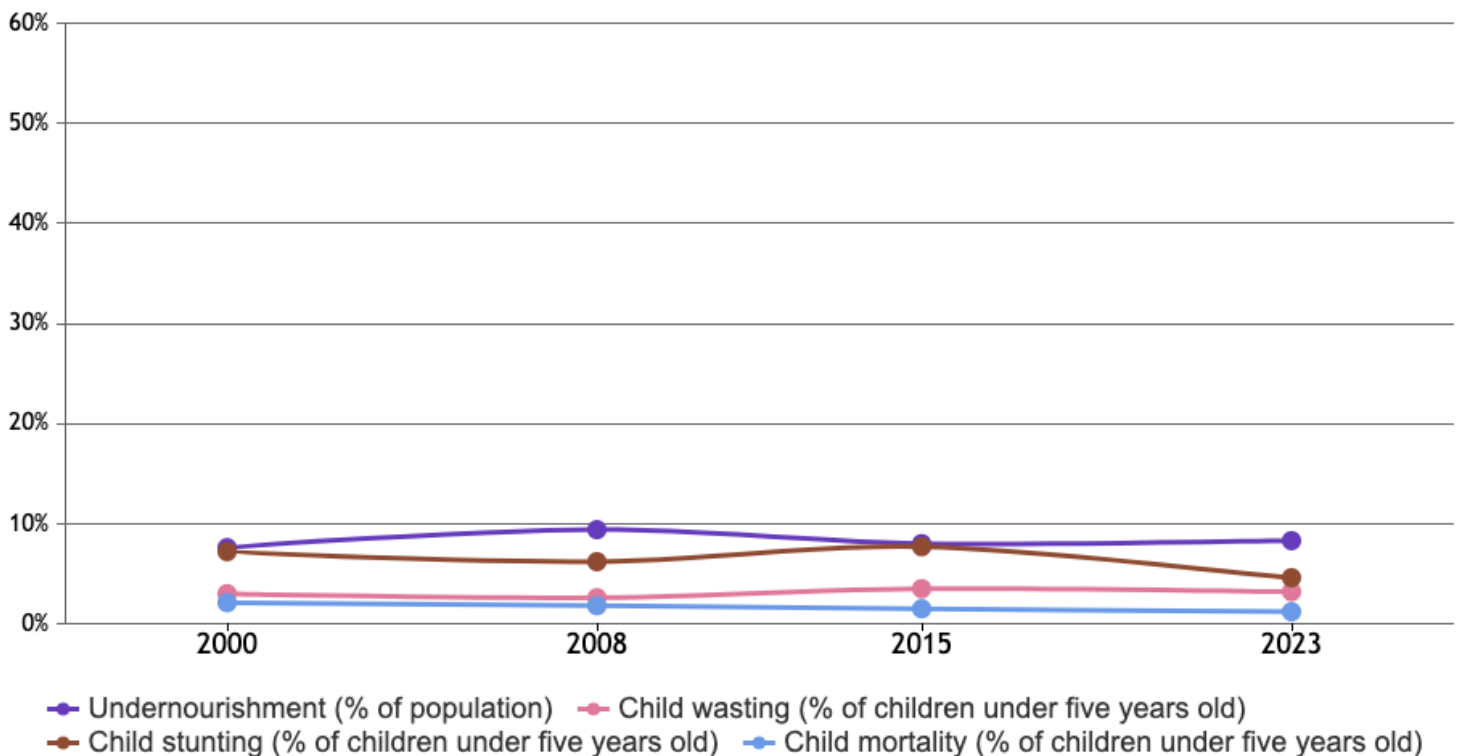 60%
50%
40%
30%
20%
10%
0%
2000 2008 2015 2023
Undernourishment (% of population) Child wasting (% of children under five years old)
Child stunting (% of children under five years old) Child mortality (% of children under five years old)